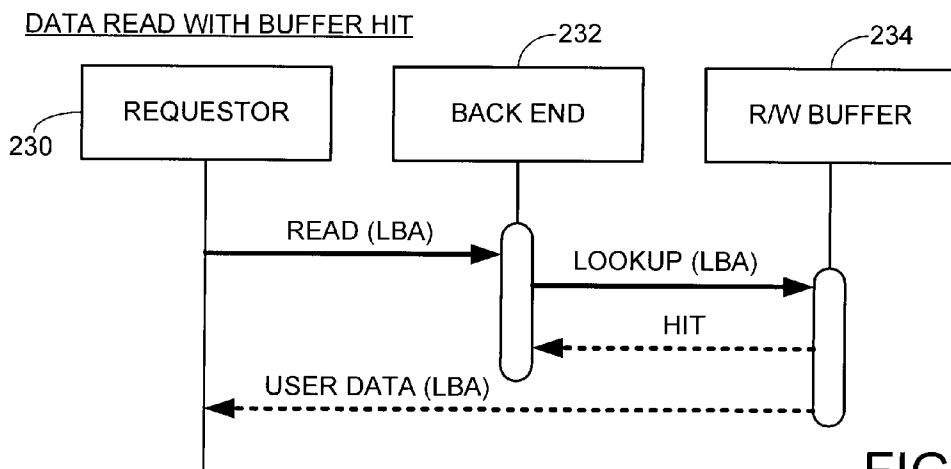 DATA READ WITH BUFFER HIT
232
234
REQUESTOR
BACK END
R/W BUFFER
230
READ (LBA)
LOOKUP (LBA)
HIT
USER DATA (LBA)
FIG